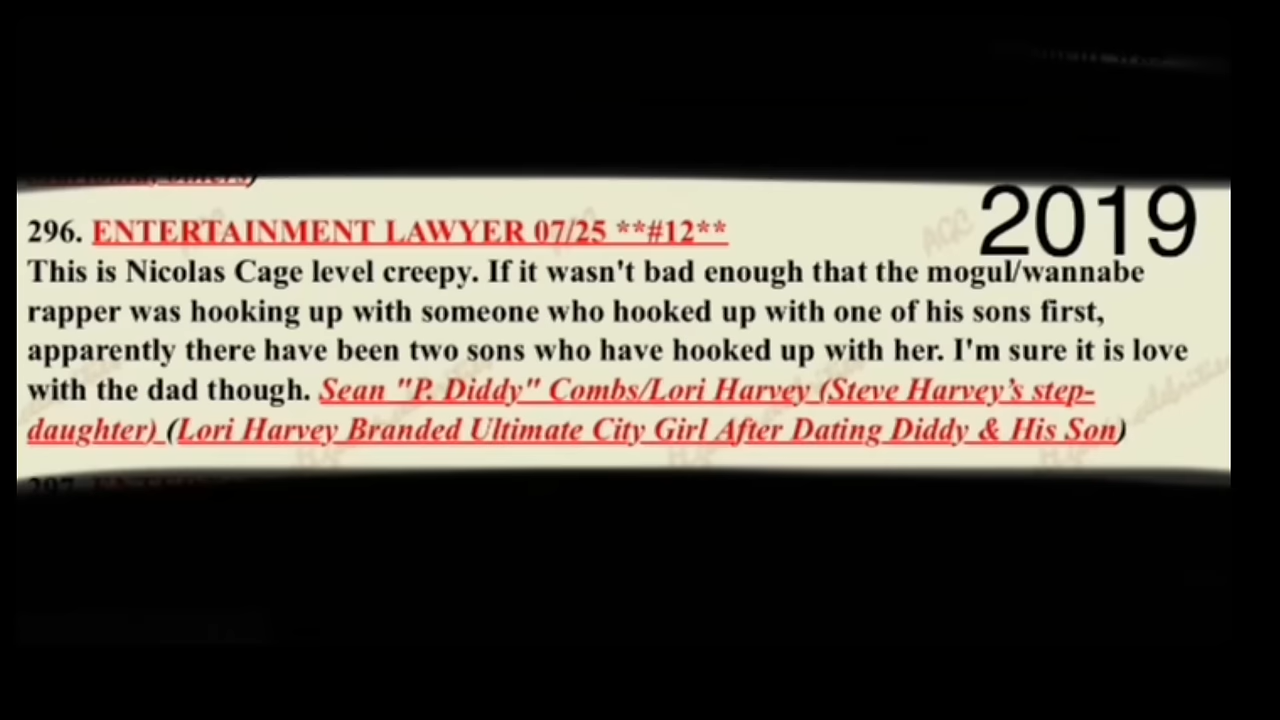 2019
296. ENTERTAINMENT LAWYER 07/25 **#12**
This is Nicolas Cage level creepy. If it wasn't bad enough that the mogul/wannabe
rapper was hooking up with someone who hooked up with one of his sons first,
apparently there have been two sons who have hooked up with her. I'm sure it is love
with the dad though. Sean "P. Diddy" Combs/Lori Harvey (Steve Harvey’s step-
daughter) (Lori Harvey Branded Ultimate City Girl After Dating Diddy & His Son)
297.